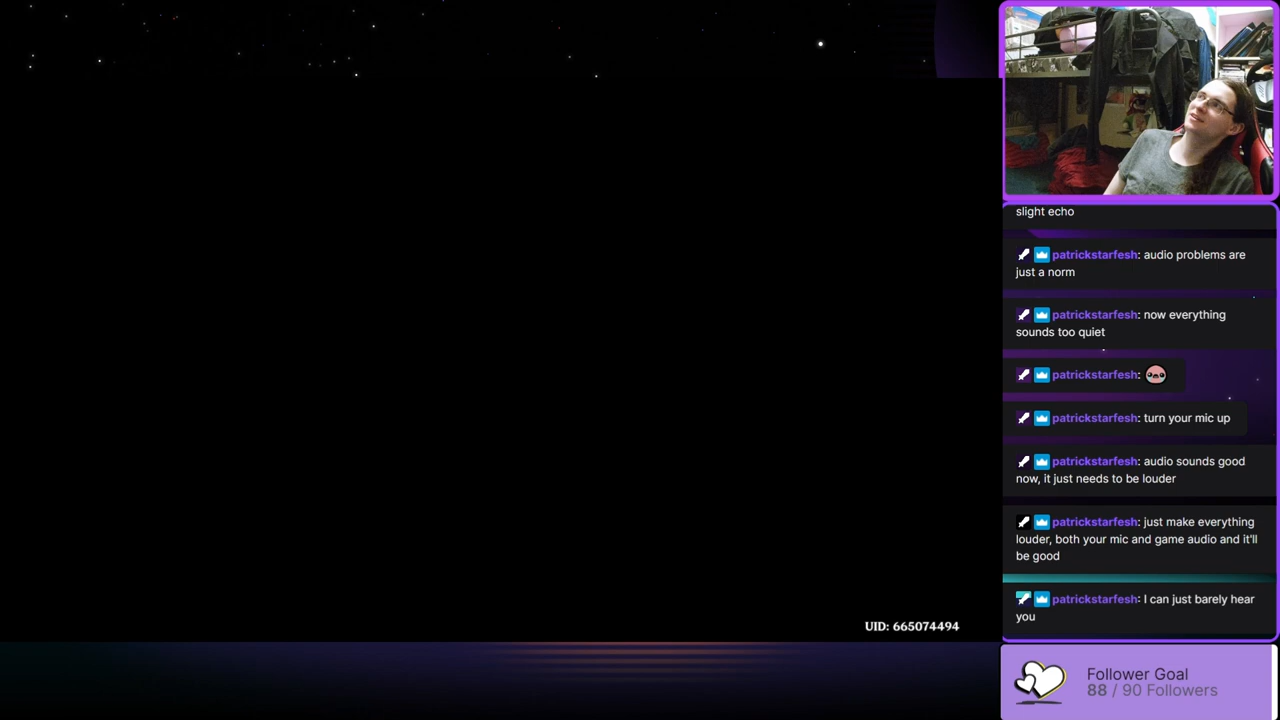 slight echo
patrickstarfesh: audio problems are
just a norm
patrickstarfesh: now everything
sounds too quiet
patrickstarfesh:
patrickstarfesh: turn your mic up
patrickstarfesh: audio sounds good
now, it just needs to be louder
patrickstarfesh: just make everything
louder, both your mic and game audio and it'll
be good
patrickstarfesh: I can just barely hear
you
UID: 665074494
Follower Goal
88 / 90 Followers